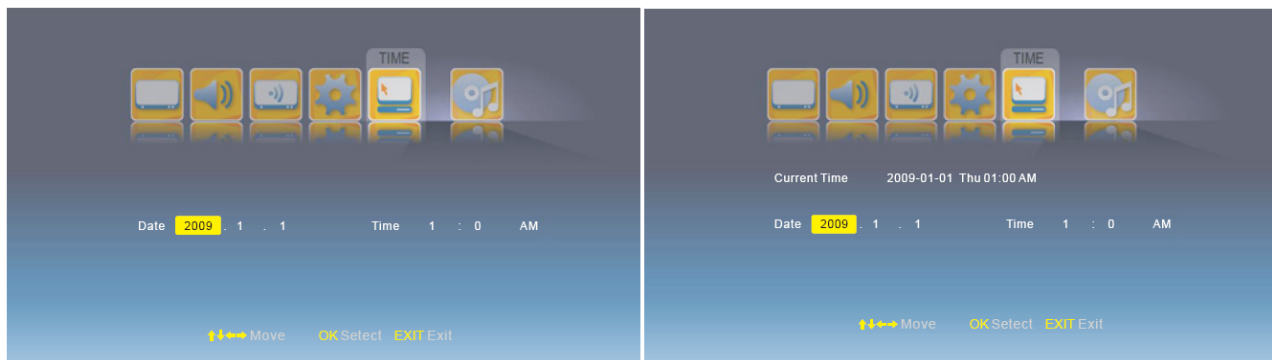 TIME
Date 2009 . 1 . 1 Time 1 : 0 AM
Move OK Select EXIT Exit
TIME
Current Time 2009-01-01 Thu 01:00 AM
Date 2009 . 1 . 1 Time 1 : 0 AM
Move OK Select EXIT Exit